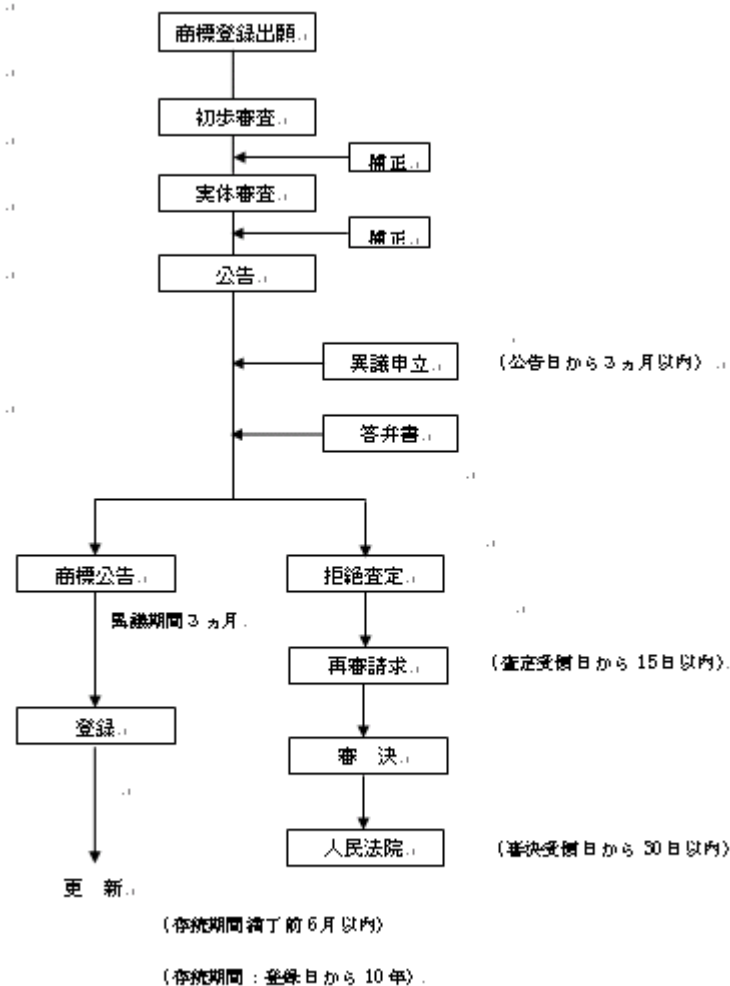 商標登録出願
初歩審査
補正
実体審査
補正
公告
異議申立 (公告日から3ヵ月以内)
答弁書
商標公告 拒絶査定
異議期間3ヵ月
再審請求 (査定受領日から15日以内)
登録
審 決
人民法院 (審決受領日から30日以内)
更 新
(存続期間満了前6月以内)
(存続期間:登録日から10年)